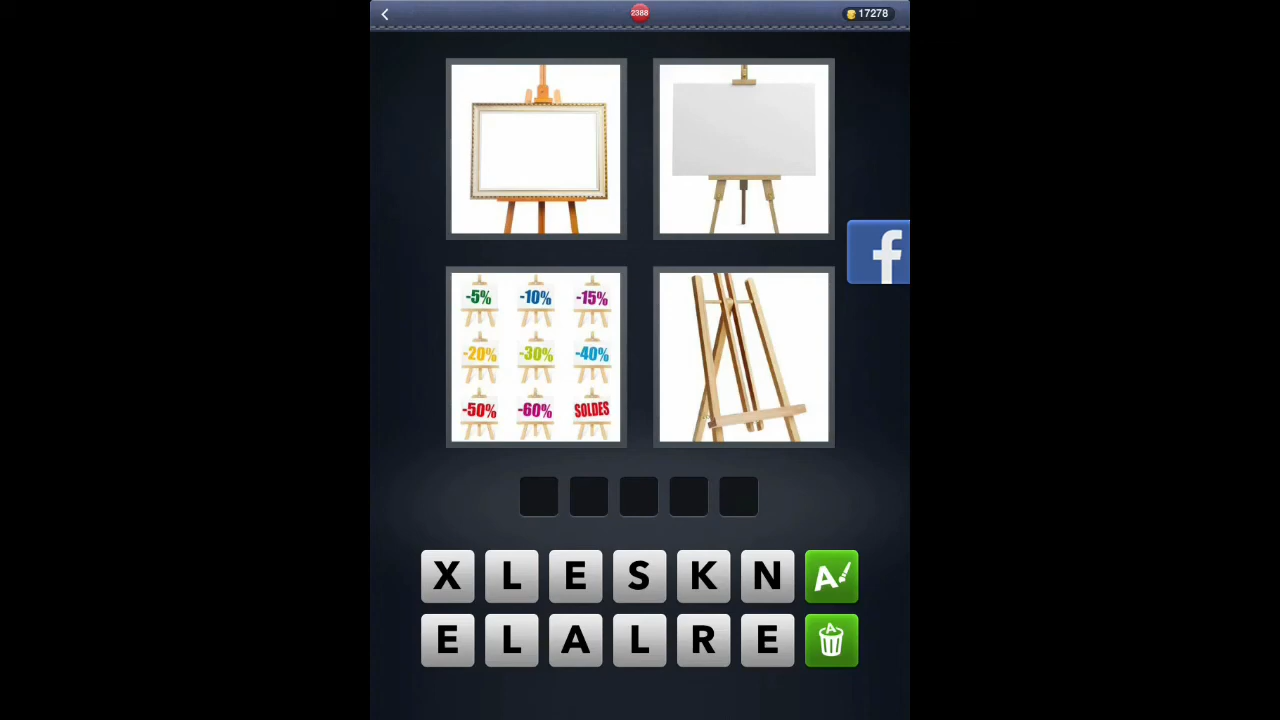 2388
17278
f
-5% -10% -15%
-20% -30% -40%
-50% -60% SOLDES
X L E S K N A
E L A L R E A